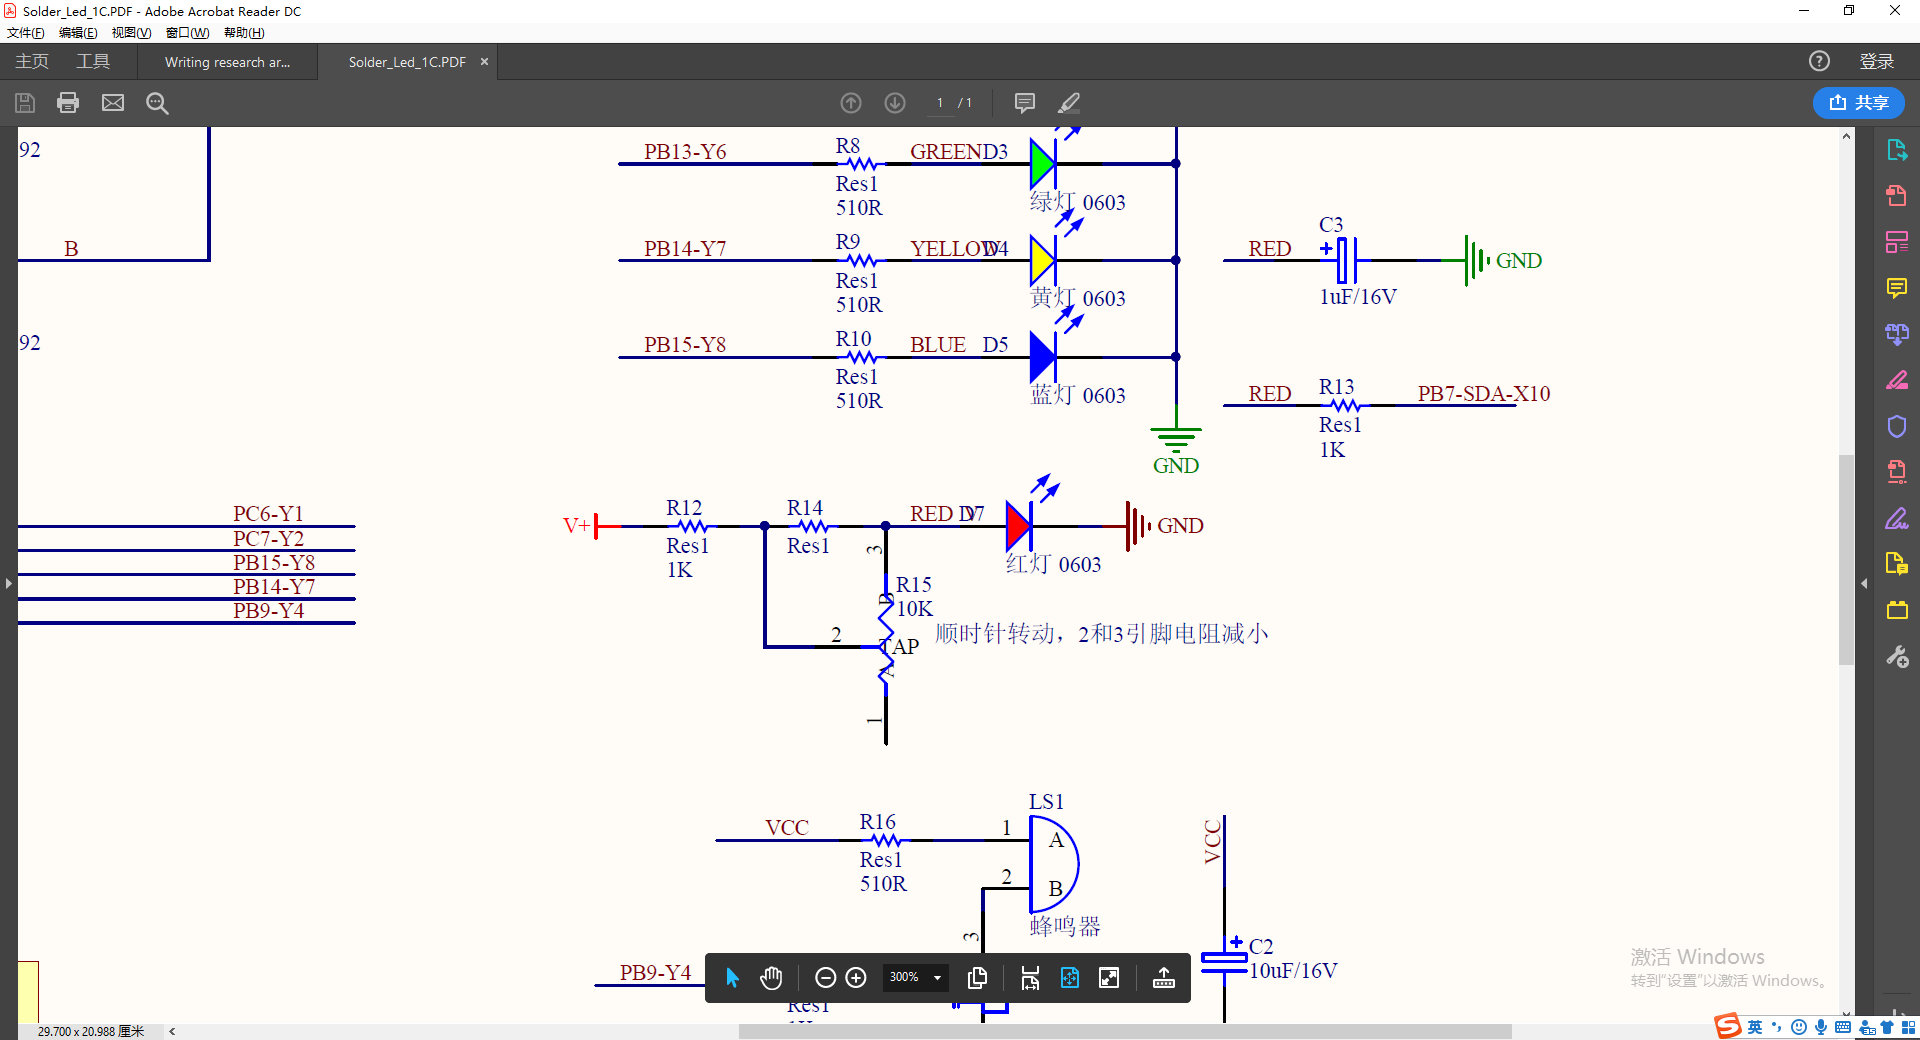 Solder_Led_1C.PDF - Adobe Acrobat Reader DC
文件(F) 编辑(E) 视图(V) 窗口(W) 帮助(H)
主页 工具 Writing research ar... Solder_Led_1C.PDF × 登录
1 / 1 共享
92
PB13-Y6 R8 GREEN D3
Res1
510R
绿灯 0603
B
PB14-Y7 R9 YELLOW D4
Res1
510R
黄灯 0603
C3
RED + GND
1uF/16V
92
PB15-Y8 R10 BLUE D5
Res1
510R
蓝灯 0603
GND
RED R13 PB7-SDA-X10
Res1
1K
PC6-Y1
PC7-Y2
PB15-Y8
PB14-Y7
PB9-Y4
V+ R12 R14 RED D7 GND
Res1 Res1
1K
红灯 0603
3
R15
B
10K
2 TAP
A
1
顺时针转动，2和3引脚电阻减小
LS1
VCC R16 1 A
Res1
510R
2 B
蜂鸣器
3
VCC
+ C2
10uF/16V
PB9-Y4
Res1
300%
激活 Windows
转到“设置”以激活 Windows。
29.700 x 20.988 厘米
S 英